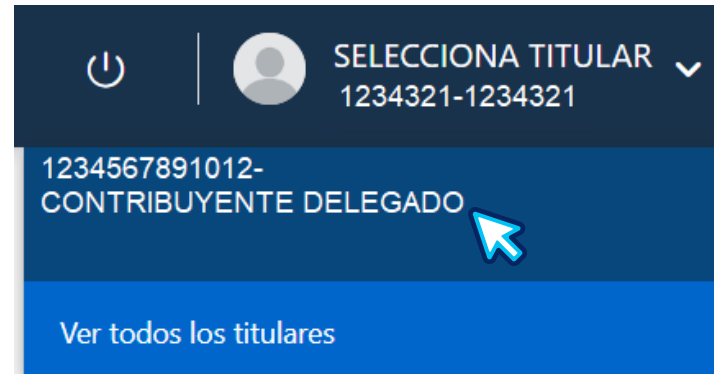 SELECCIONA TITULAR
1234321-1234321
1234567891012-
CONTRIBUYENTE DELEGADO
Ver todos los titulares